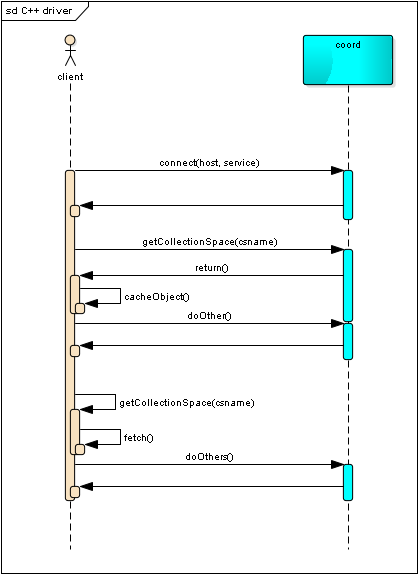 sd C++ driver
coord
client
connect(host, service)
getCollectionSpace(csname)
return()
cacheObject()
doOther()
getCollectionSpace(csname)
fetch()
doOthers()